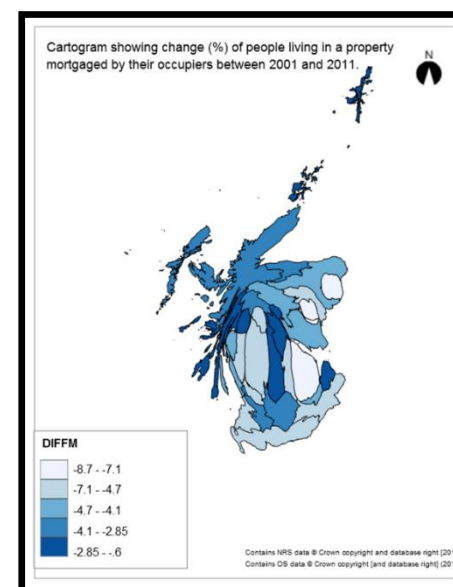 Cartogram showing change (%) of people living in a property
mortgaged by their occupiers between 2001 and 2011.
N
DIFFM
-8.7 - -7.1
-7.1 - -4.7
-4.7 - -4.1
-4.1 - -2.85
-2.85 - -.6
Contains NRS data © Crown copyright and database right [20
Contains OS data © Crown copyright [and database right] (20